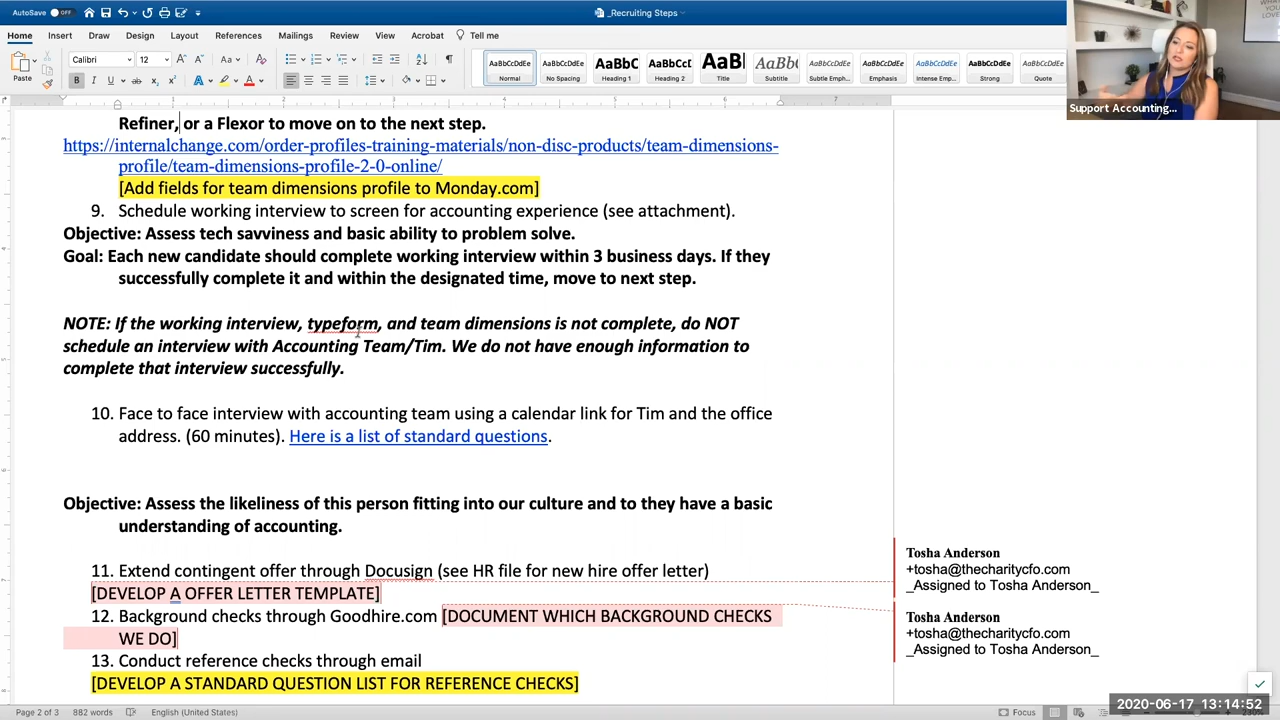 AutoSave OFF
_Recruiting Steps
Home Insert Draw Design Layout References Mailings Review View Acrobat Tell me
Paste
Calibri 12
AaBbCcDdEe AaBbCcDdEe AaBbC AaBbCcD AaBb AaBbC AaBbCcDdEe AaBbCcDdEe AaBbCcDdEe AaBbCcDdEe AaBbCcDdEe
Normal No Spacing Heading 1 Heading 2 Title Subtitle Subtle Emph... Emphasis Intense Emp... Strong Quote
Support Accounting...
Refiner, or a Flexor to move on to the next step.
https://internalchange.com/order-profiles-training-materials/non-disc-products/team-dimensions-
profile/team-dimensions-profile-2-0-online/
[Add fields for team dimensions profile to Monday.com]
9. Schedule working interview to screen for accounting experience (see attachment).
Objective: Assess tech savviness and basic ability to problem solve.
Goal: Each new candidate should complete working interview within 3 business days. If they
successfully complete it and within the designated time, move to next step.
NOTE: If the working interview, typeform, and team dimensions is not complete, do NOT
schedule an interview with Accounting Team/Tim. We do not have enough information to
complete that interview successfully.
10. Face to face interview with accounting team using a calendar link for Tim and the office
address. (60 minutes). Here is a list of standard questions.
Objective: Assess the likeliness of this person fitting into our culture and to they have a basic
understanding of accounting.
11. Extend contingent offer through Docusign (see HR file for new hire offer letter)
[DEVELOP A OFFER LETTER TEMPLATE]
12. Background checks through Goodhire.com [DOCUMENT WHICH BACKGROUND CHECKS
WE DO]
13. Conduct reference checks through email
[DEVELOP A STANDARD QUESTION LIST FOR REFERENCE CHECKS]
Tosha Anderson
+tosha@thecharitycfo.com
_Assigned to Tosha Anderson_
Tosha Anderson
+tosha@thecharitycfo.com
_Assigned to Tosha Anderson_
Page 2 of 3 882 words English (United States) Focus
2020-06-17 13:14:52